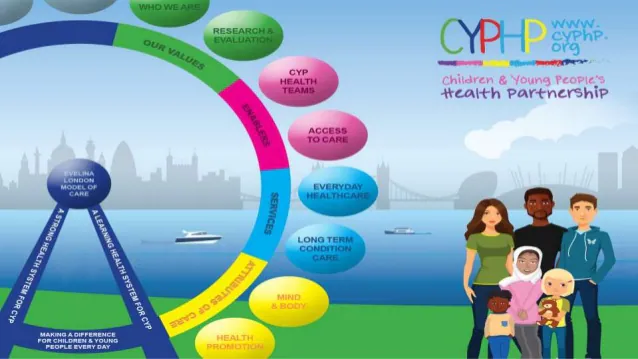 WHO WE ARE
RESEARCH &
EVALUATION
CYP
HEALTH
TEAMS
ACCESS
TO CARE
EVERYDAY
HEALTHCARE
LONG TERM
CONDITION
CARE
MIND
& BODY
HEALTH
PROMOTION
OUR VALUES
ENABLERS
SERVICES
ATTRIBUTES OF CARE
EVELINA
LONDON
MODEL OF
CARE
A STRONG HEALTH SYSTEM FOR CYP
A LEARNING HEALTH SYSTEM FOR CYP
MAKING A DIFFERENCE
FOR CHILDREN & YOUNG
PEOPLE EVERY DAY
CYPHP
www.
cyphp.
org
Children & Young People's
Health Partnership